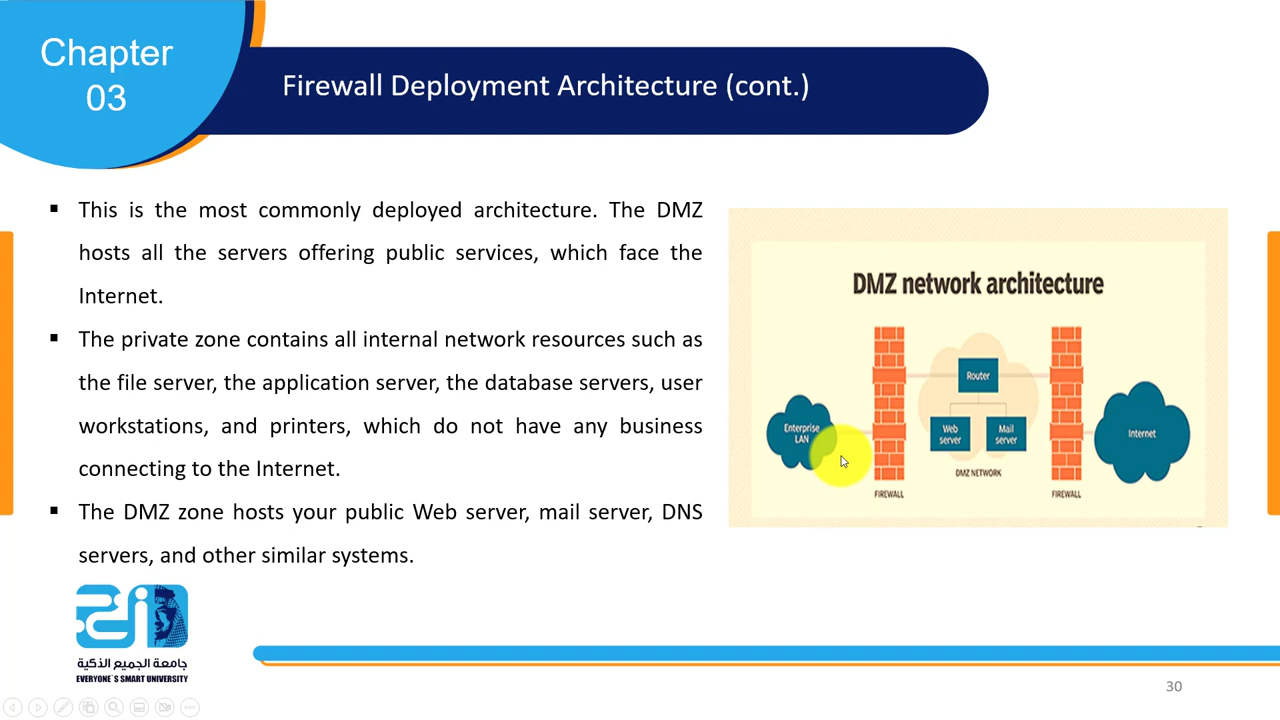 Chapter
03
Firewall Deployment Architecture (cont.)
▪ This is the most commonly deployed architecture. The DMZ
hosts all the servers offering public services, which face the
Internet.
▪ The private zone contains all internal network resources such as
the file server, the application server, the database servers, user
workstations, and printers, which do not have any business
connecting to the Internet.
▪ The DMZ zone hosts your public Web server, mail server, DNS
servers, and other similar systems.
DMZ network architecture
Router
Enterprise
LAN
Web
server
Mail
server
Internet
DMZ NETWORK
FIREWALL
FIREWALL
جامعة الجميع الذكية
EVERYONE`S SMART UNIVERSITY
30